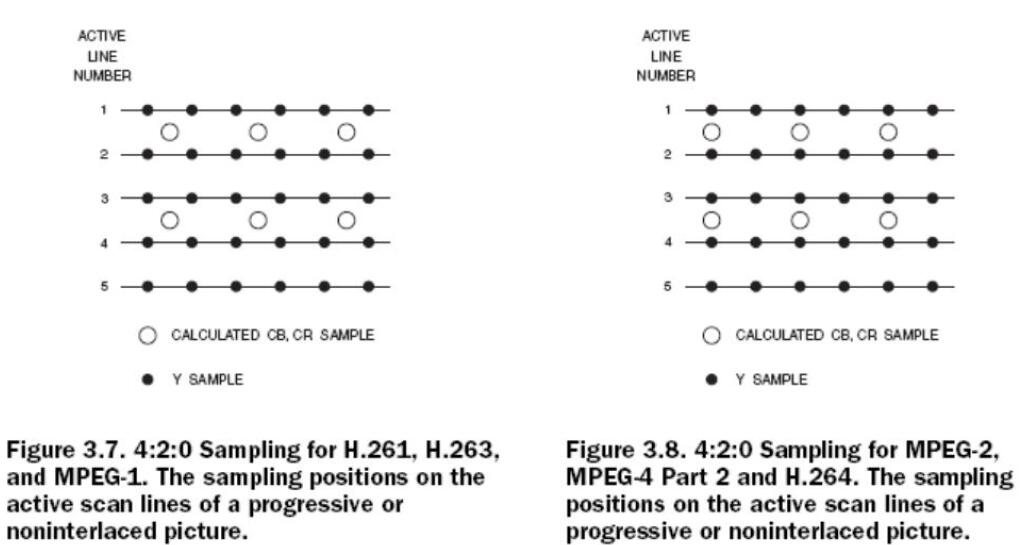 ACTIVE
LINE
NUMBER
1
2
3
4
5
CALCULATED CB, CR SAMPLE
Y SAMPLE
Figure 3.7. 4:2:0 Sampling for H.261, H.263,
and MPEG-1. The sampling positions on the
active scan lines of a progressive or
noninterlaced picture.
ACTIVE
LINE
NUMBER
1
2
3
4
5
CALCULATED CB, CR SAMPLE
Y SAMPLE
Figure 3.8. 4:2:0 Sampling for MPEG-2,
MPEG-4 Part 2 and H.264. The sampling
positions on the active scan lines of a
progressive or noninterlaced picture.